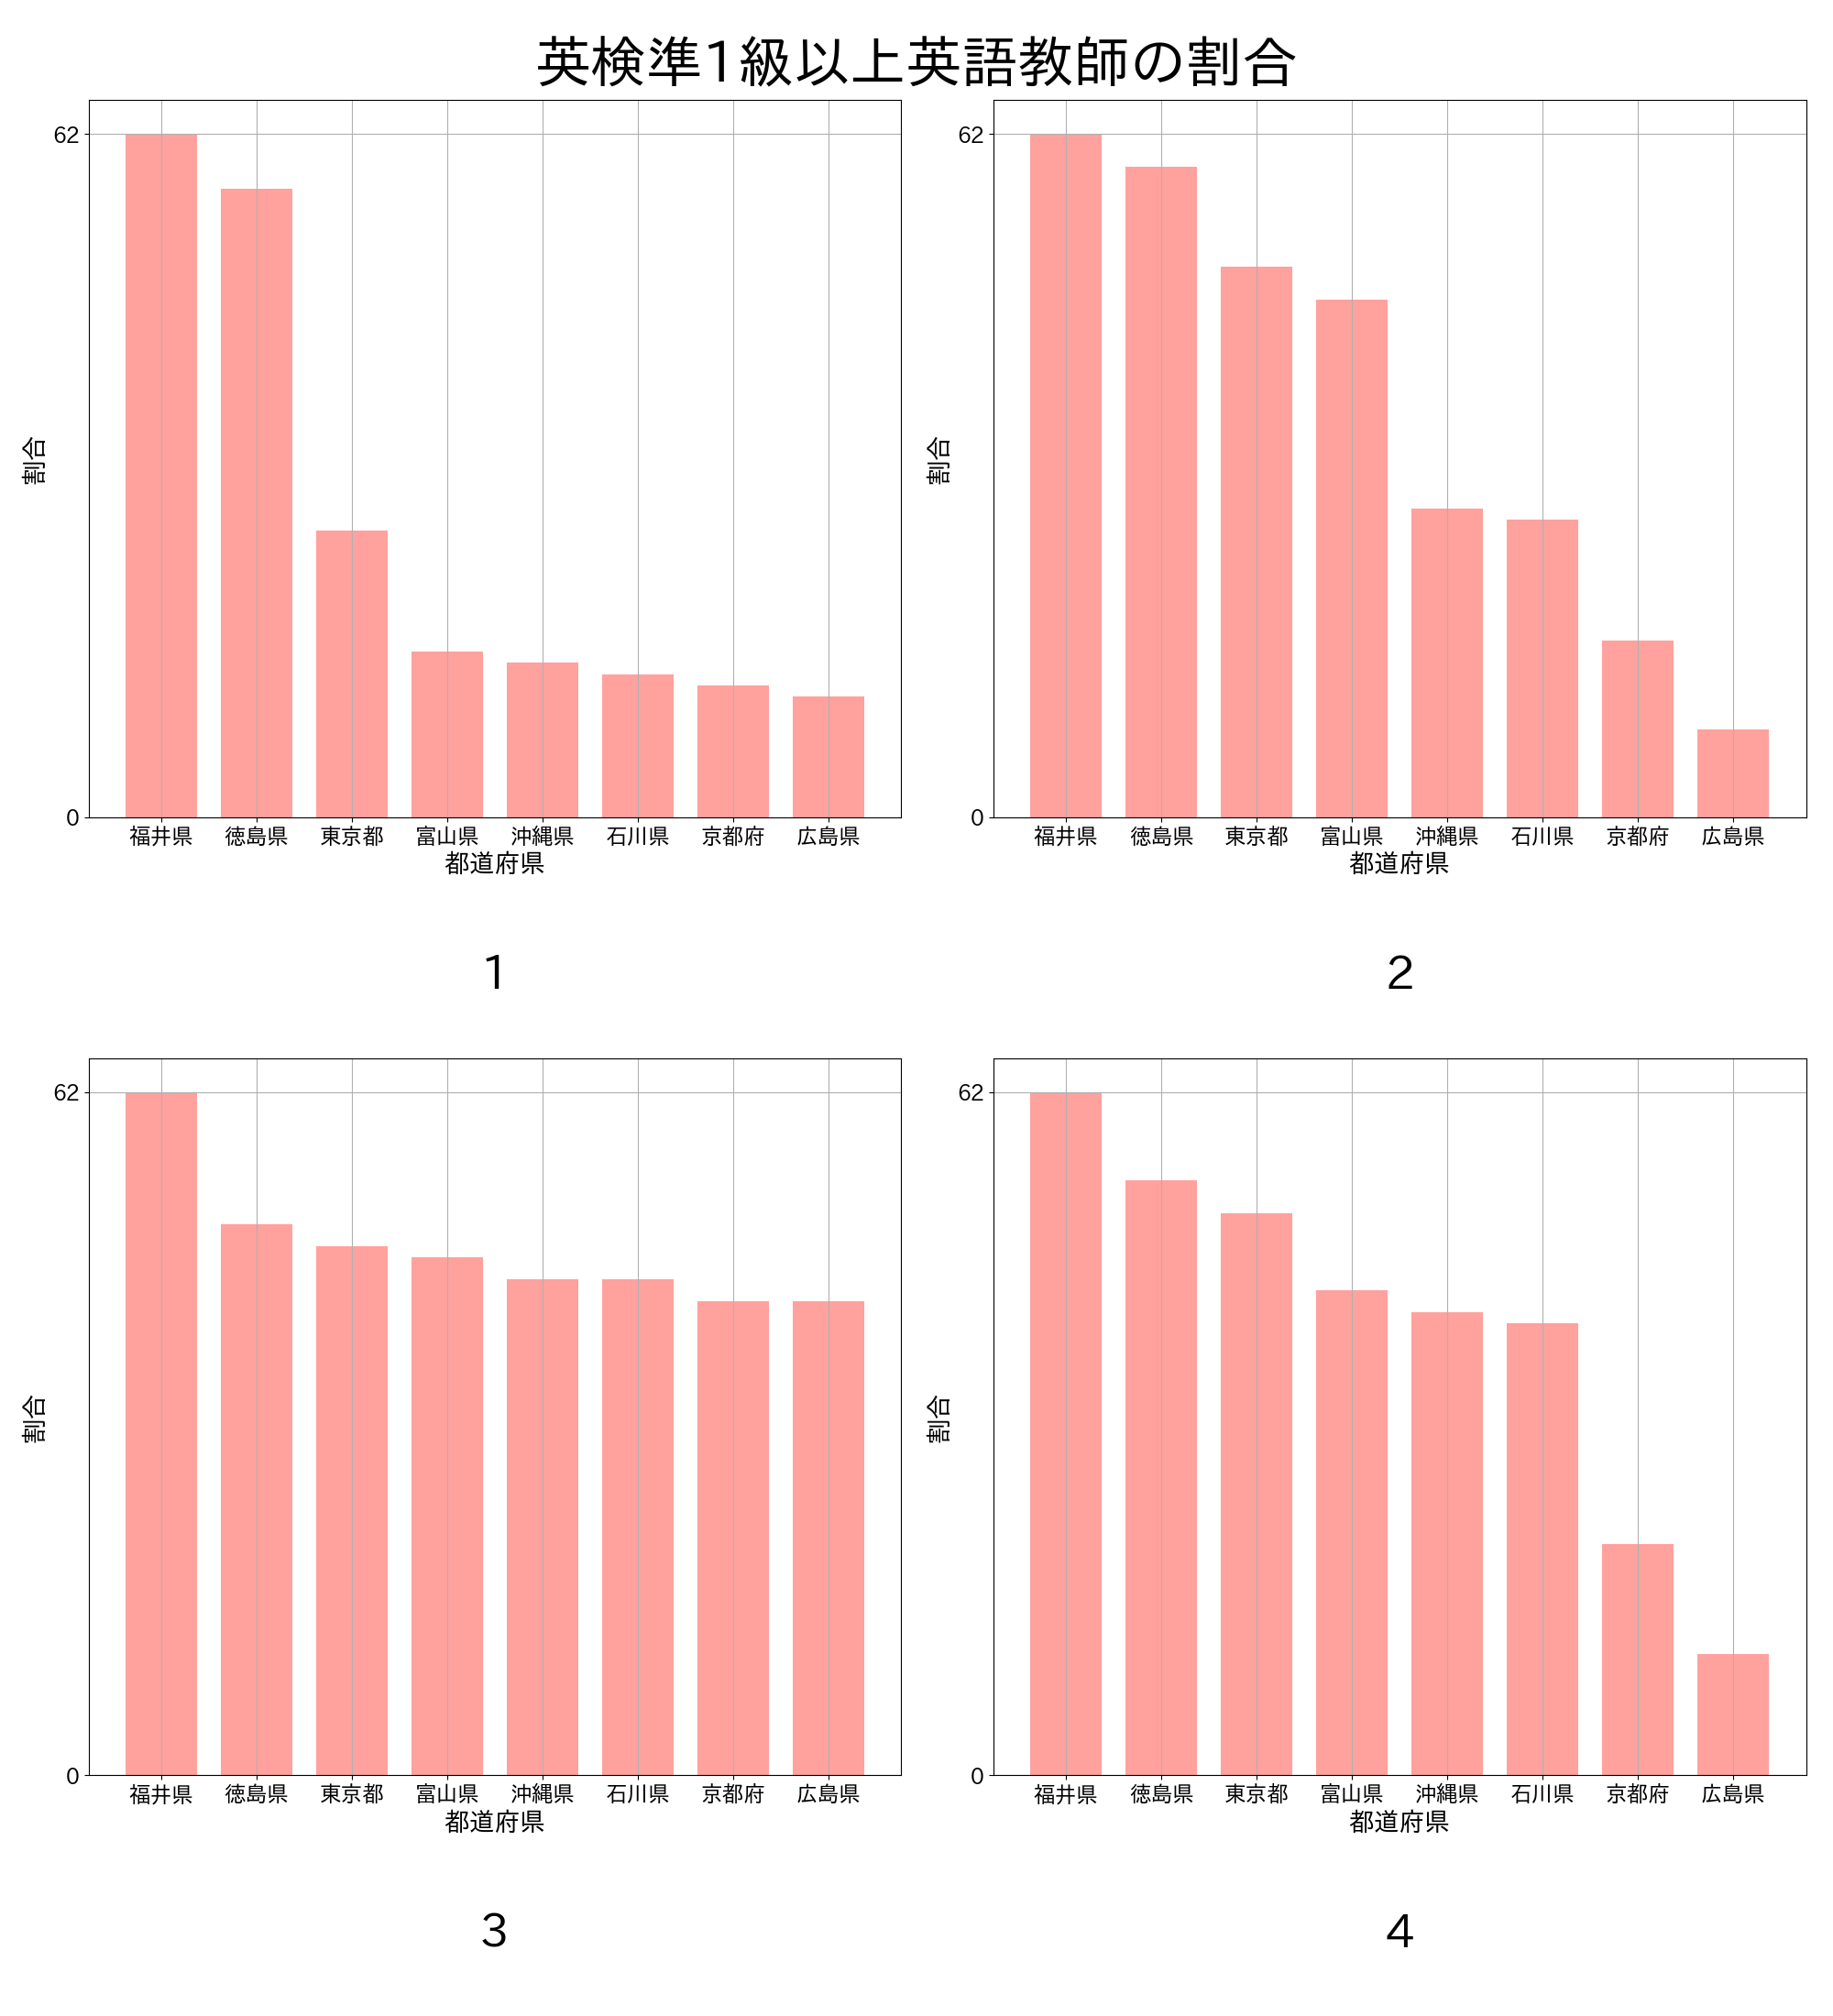 英検準1級以上英語教師の割合
62
割合
0
福井県 徳島県 東京都 富山県 沖縄県 石川県 京都府 広島県
都道府県
1
62
割合
0
福井県 徳島県 東京都 富山県 沖縄県 石川県 京都府 広島県
都道府県
2
62
割合
0
福井県 徳島県 東京都 富山県 沖縄県 石川県 京都府 広島県
都道府県
3
62
割合
0
福井県 徳島県 東京都 富山県 沖縄県 石川県 京都府 広島県
都道府県
4